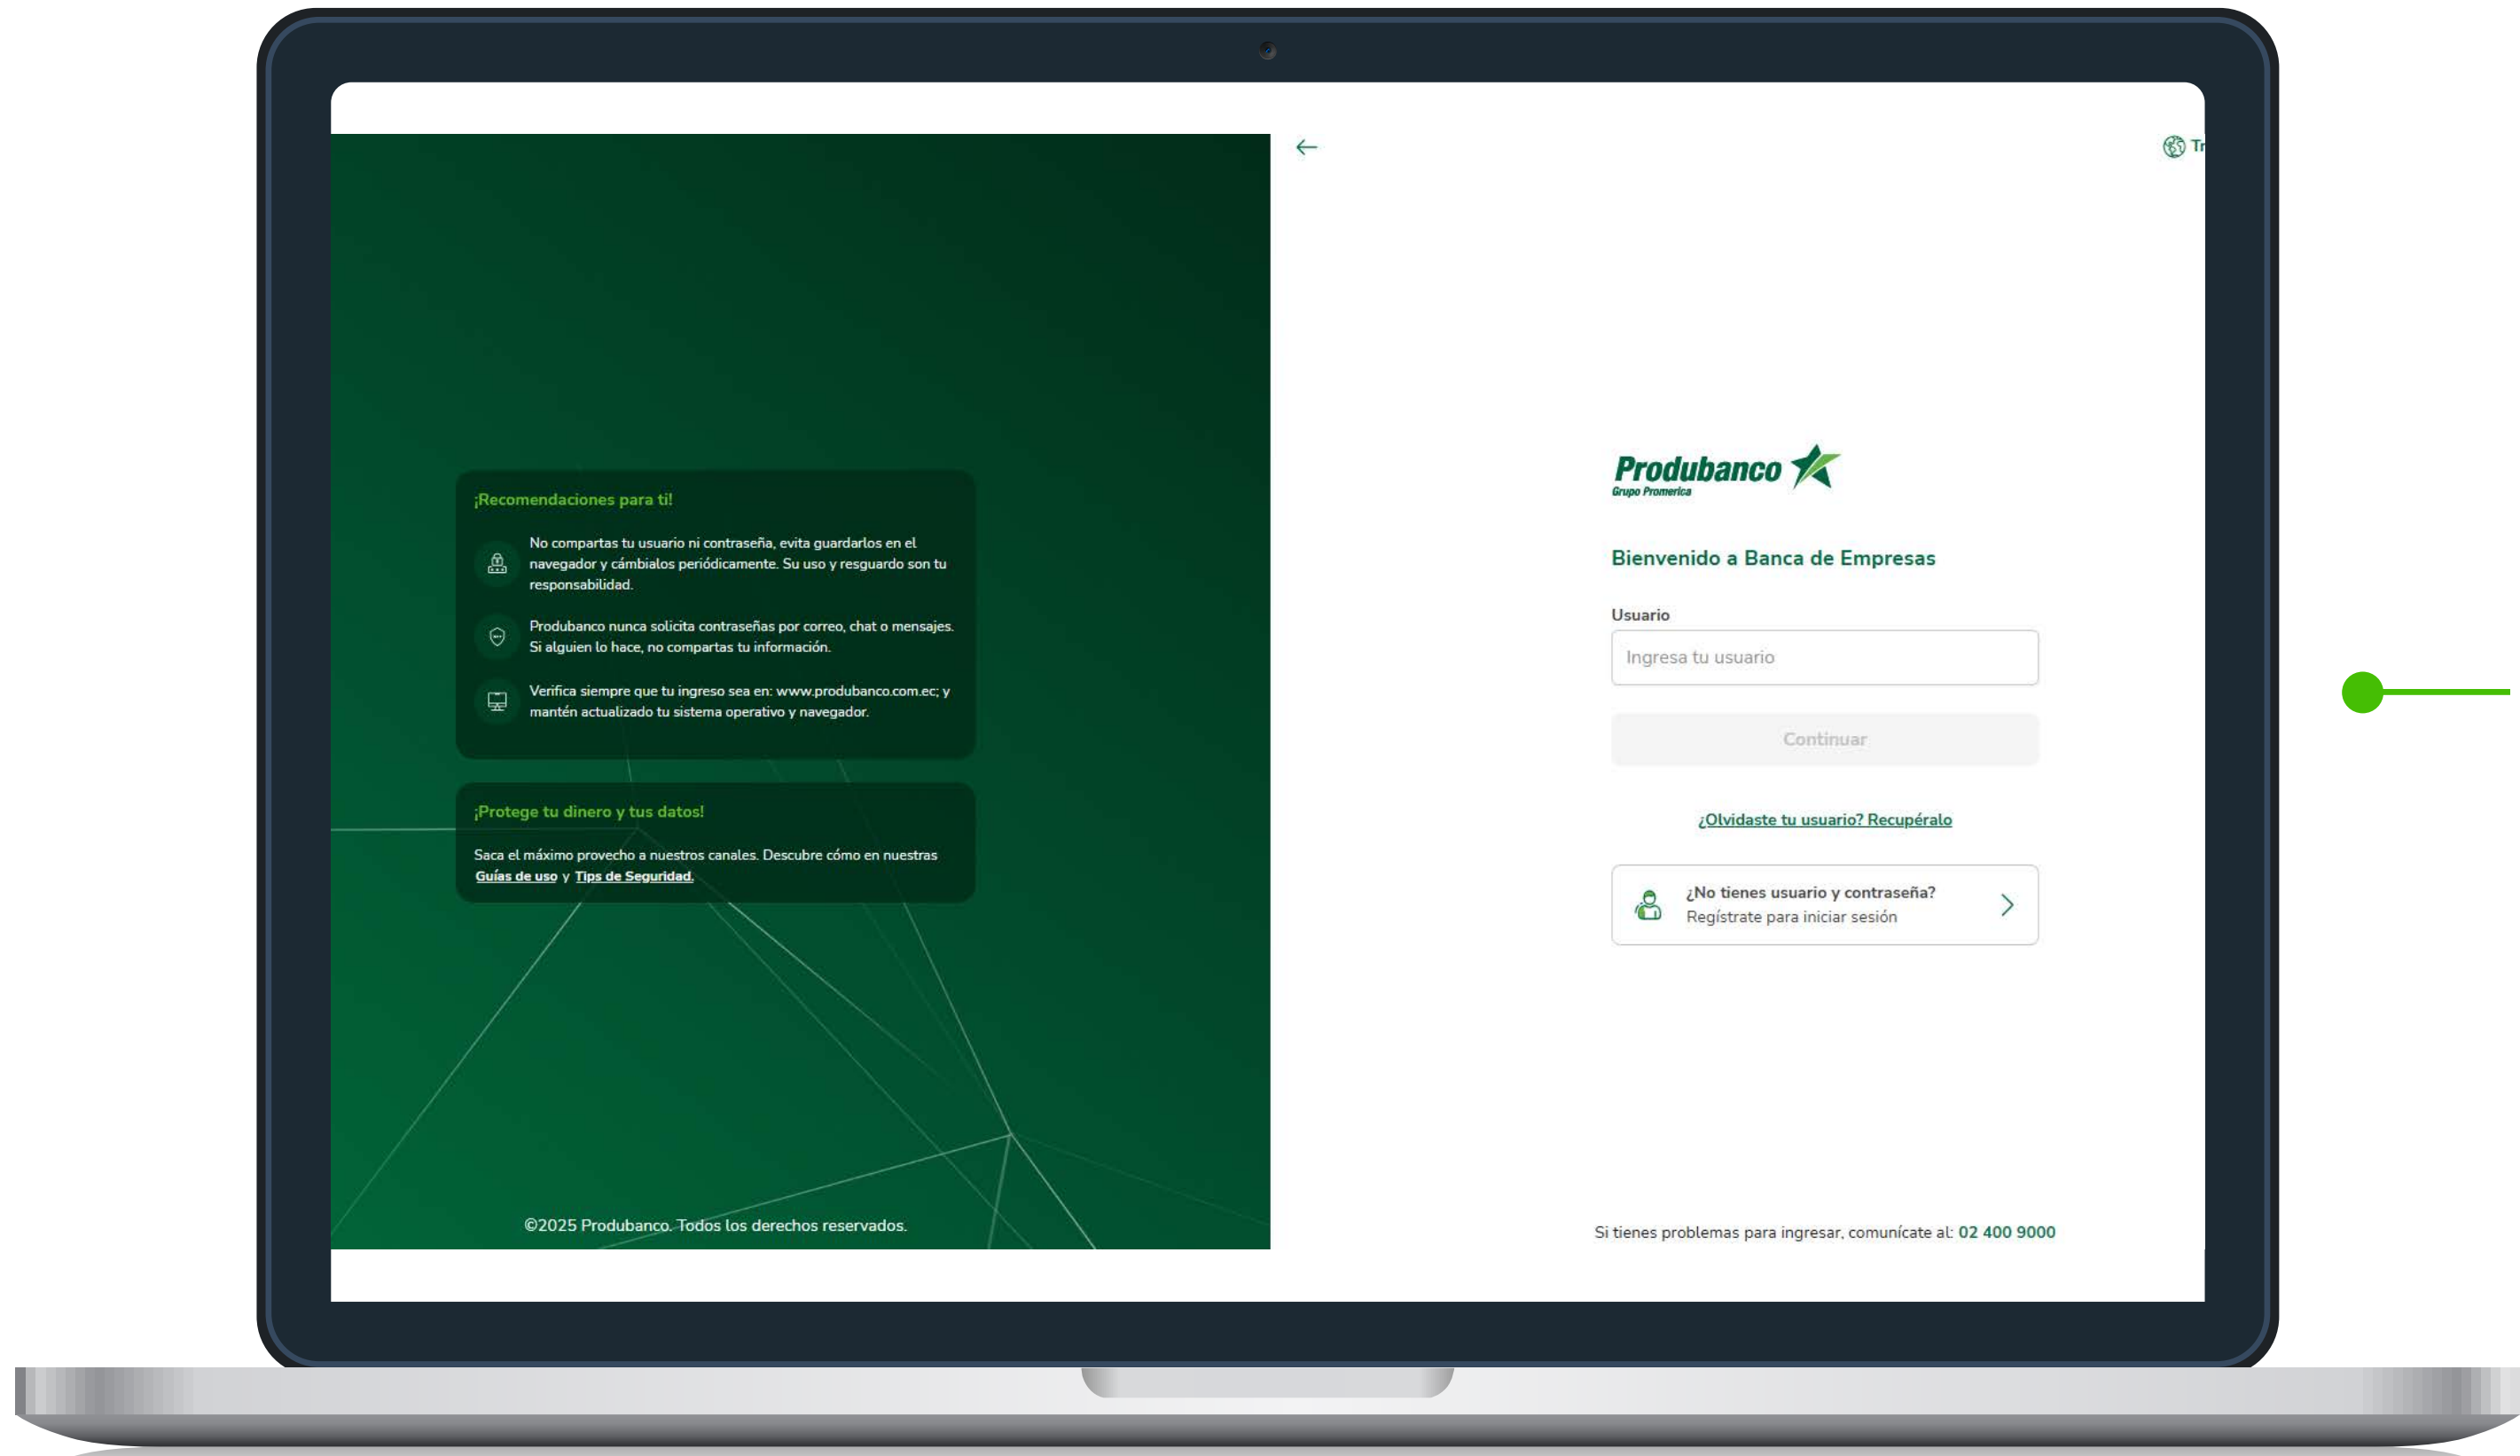 ¡Recomendaciones para ti!
No compartas tu usuario ni contraseña, evita guardarlos en el
navegador y cámbialos periódicamente. Su uso y resguardo son tu
responsabilidad.
Produbanco nunca solicita contraseñas por correo, chat o mensajes.
Si alguien lo hace, no compartas tu información.
Verifica siempre que tu ingreso sea en: www.produbanco.com.ec; y
mantén actualizado tu sistema operativo y navegador.
¡Protege tu dinero y tus datos!
Saca el máximo provecho a nuestros canales. Descubre cómo en nuestras
Guías de uso y Tips de Seguridad.
©2025 Produbanco. Todos los derechos reservados.
Produbanco
Grupo Promerica
Bienvenido a Banca de Empresas
Usuario
Ingresa tu usuario
Continuar
¿Olvidaste tu usuario? Recupéralo
¿No tienes usuario y contraseña?
Regístrate para iniciar sesión
Si tienes problemas para ingresar, comunícate al: 02 400 9000